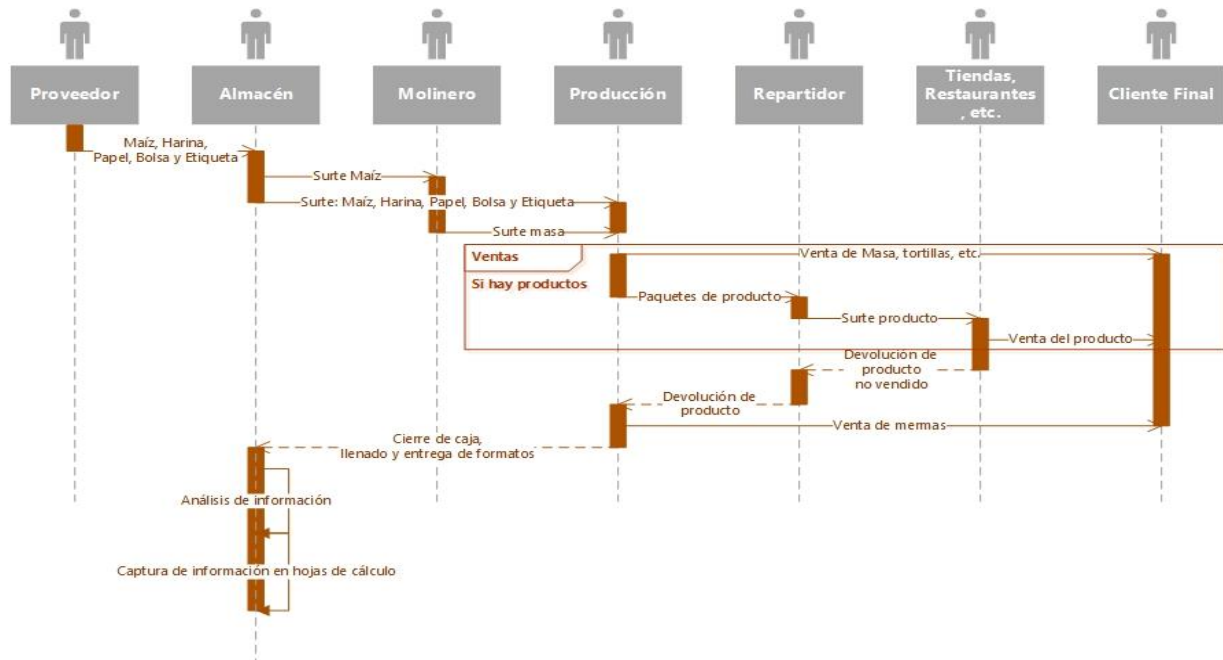 Proveedor
Almacén
Molinero
Producción
Repartidor
Tiendas,
Restaurantes
, etc.
Cliente Final
Maíz, Harina,
Papel, Bolsa y Etiqueta
Surte Maíz
Surte: Maíz, Harina, Papel, Bolsa y Etiqueta
Surte masa
Ventas
Venta de Masa, tortillas, etc.
Si hay productos
Paquetes de producto
Surte producto
Venta del producto
Devolución de
producto
no vendido
Devolución de
producto
Venta de mermas
Cierre de caja,
llenado y entrega de formatos
Análisis de información
Captura de información en hojas de cálculo